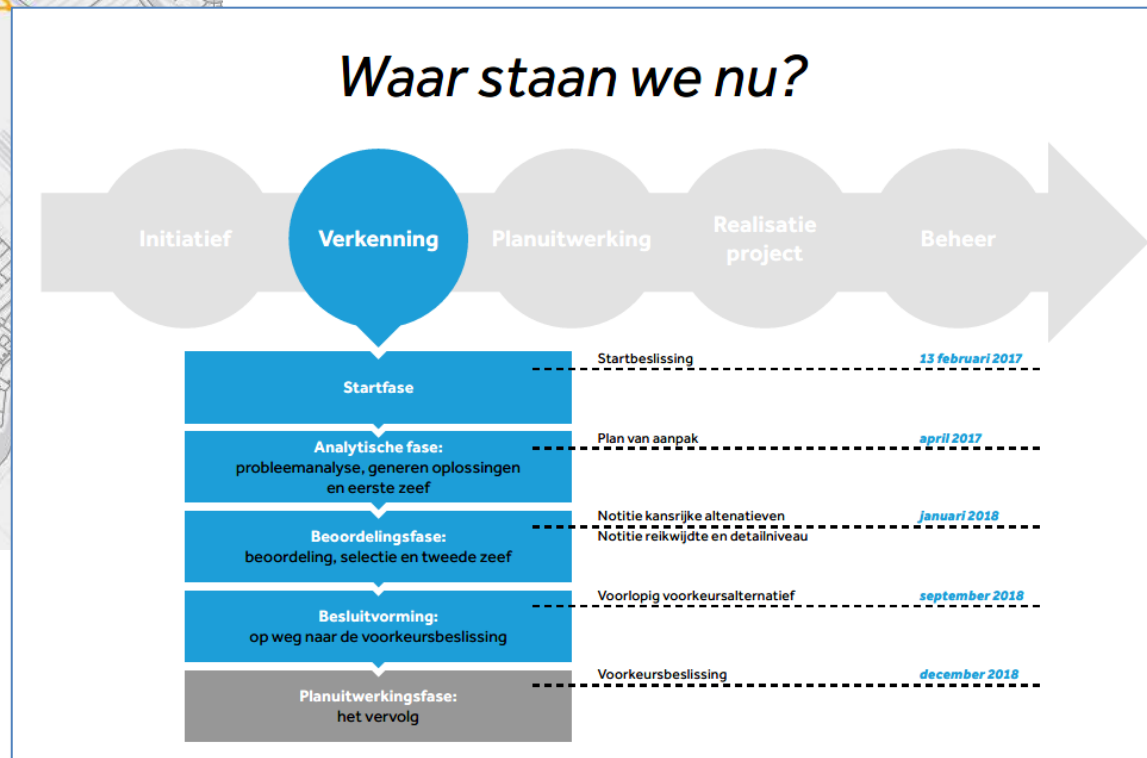 Waar staan we nu?
Initiatief
Verkenning
Planuitwerking
Realisatie
project
Beheer
Startfase
Startbeslissing
13 februari 2017
Analytische fase:
probleemanalyse, generen oplossingen
en eerste zeef
Plan van aanpak
april 2017
Beoordelingsfase:
beoordeling, selectie en tweede zeef
Notitie kansrijke altenatieven
januari 2018
Notitie reikwijdte en detailniveau
Besluitvorming:
op weg naar de voorkeursbeslissing
Voorlopig voorkeursalternatief
september 2018
Planuitwerkingsfase:
het vervolg
Voorkeursbeslissing
december 2018